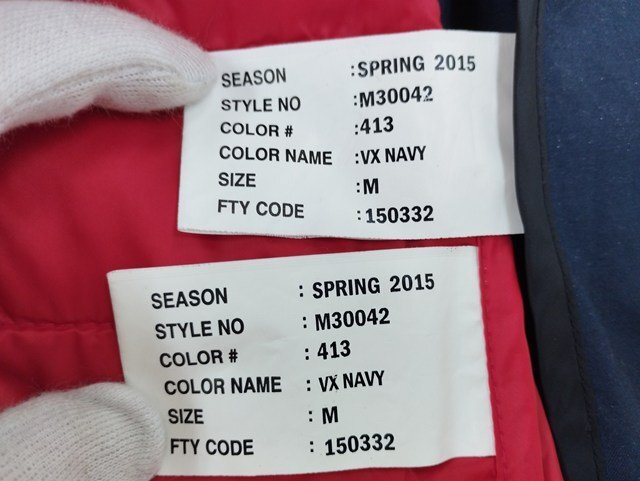 SEASON :SPRING 2015
STYLE NO :M30042
COLOR # :413
COLOR NAME :VX NAVY
SIZE :M
FTY CODE :150332
SEASON : SPRING 2015
STYLE NO : M30042
COLOR # : 413
COLOR NAME : VX NAVY
SIZE : M
FTY CODE : 150332